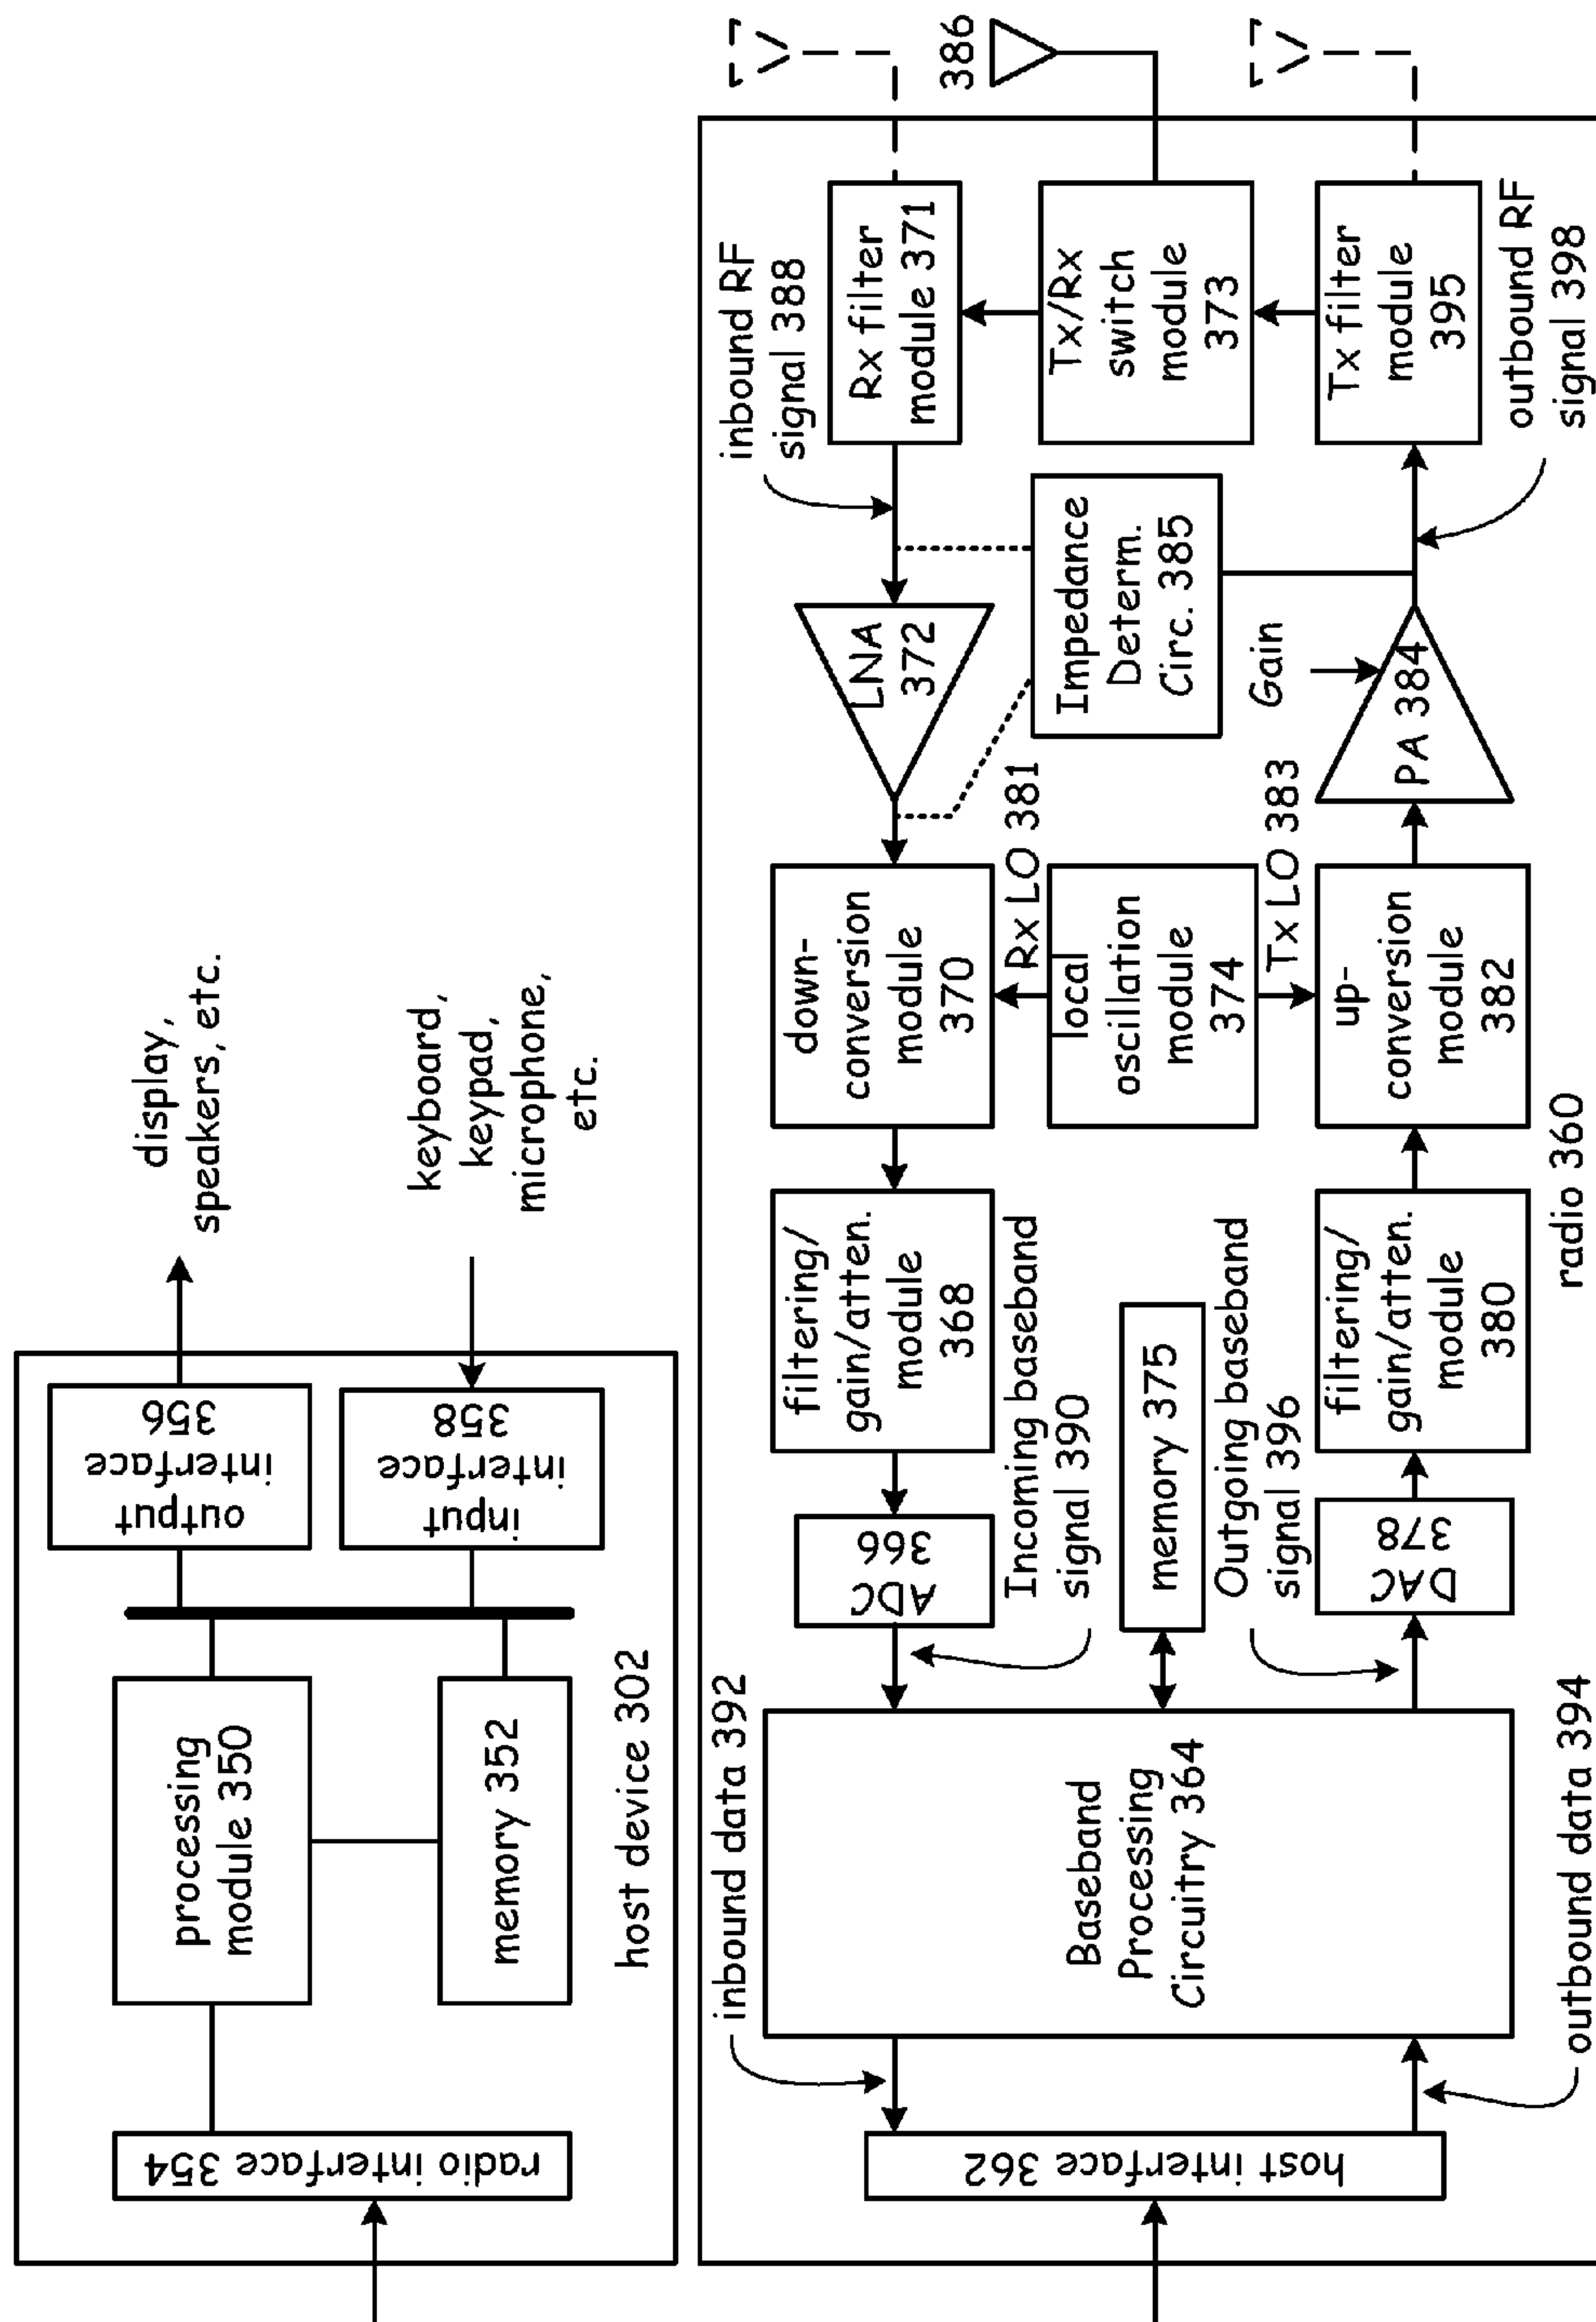 display,
speakers, etc.
keyboard,
keypad,
microphone,
etc.
output
interface
356
input
interface
358
processing
module 350
memory 352
radio interface 354
host device 302
386
inbound RF
signal 388
Rx filter
module 371
Tx/Rx
switch
module
373
Tx filter
module
395
outbound RF
signal 398
LNA
372
Impedance
Determ.
Circ. 385
Gain
PA 384
down-
conversion
module
370
Rx LO 381
local
oscillation
module
374
Tx LO 383
up-
conversion
module
382
filtering/
gain/atten.
module
368
filtering/
gain/atten.
module
380
radio 360
ADC
366
Incoming baseband
signal 390
memory 375
Outgoing baseband
signal 396
DAC
378
inbound data 392
Baseband
Processing
Circuitry 364
outbound data 394
host interface 362